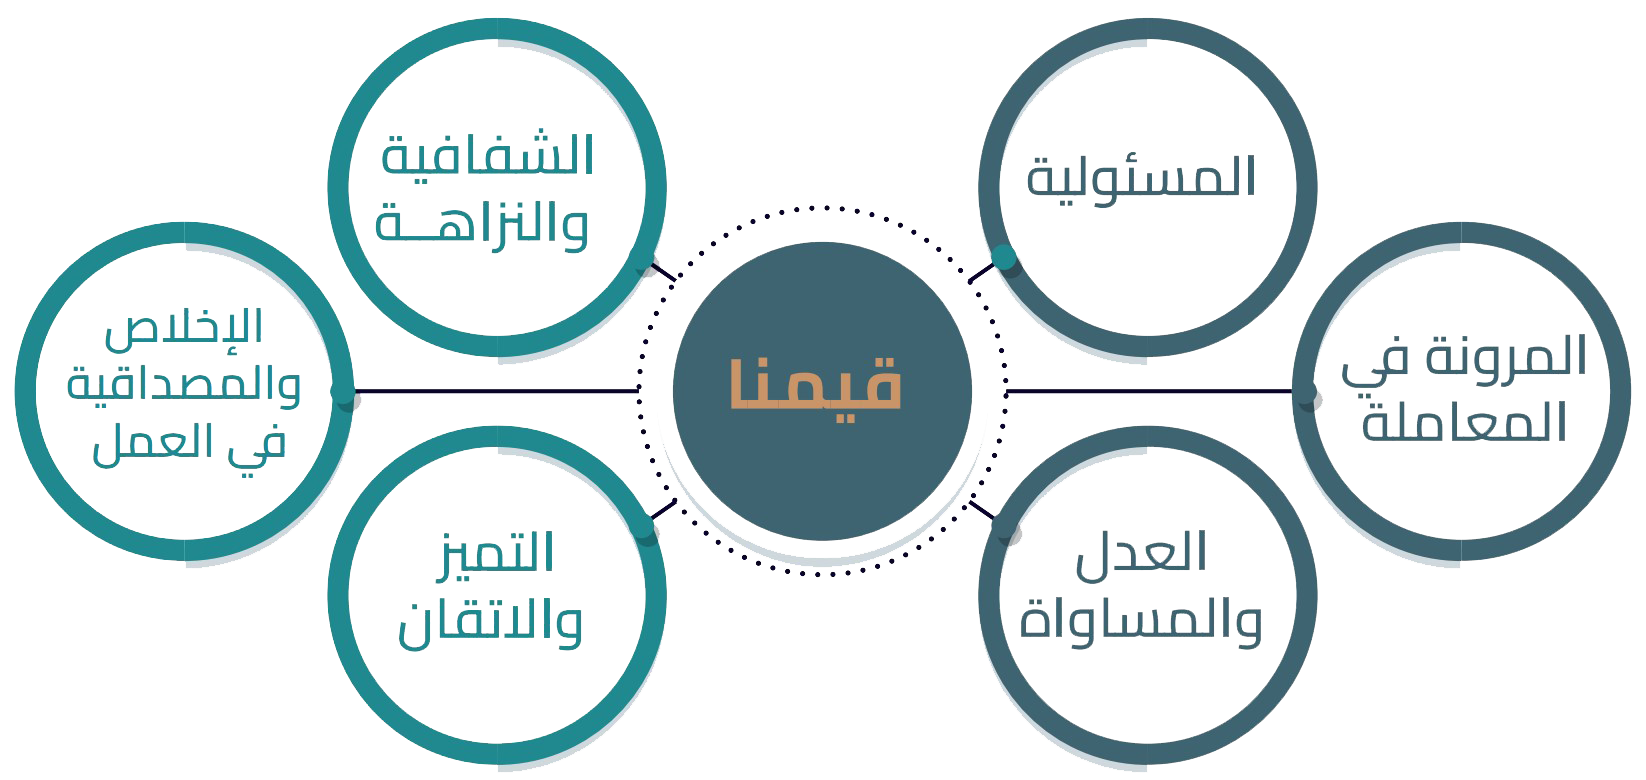 قيمنا
المسئولية
المرونة في
المعاملة
العدل
والمساواة
الشفافية
والنزاهـــة
الإخلاص
والمصداقية
في العمل
التميز
والاتقان